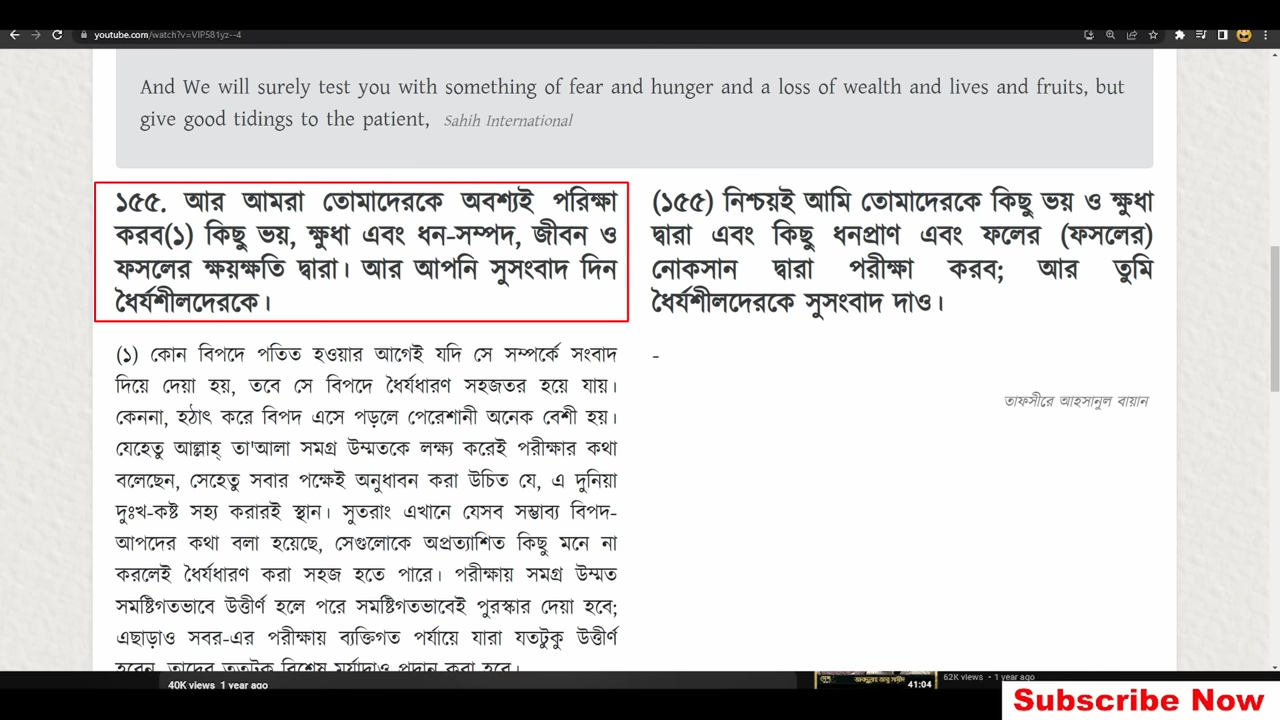 youtube.com/watch?v=VIP581yz--4
And We will surely test you with something of fear and hunger and a loss of wealth and lives and fruits, but
give good tidings to the patient, Sahih International
১৫৫. আর আমরা তোমাদেরকে অবশ্যই পরিক্ষা
করব(১) কিছু ভয়, ক্ষুধা এবং ধন-সম্পদ, জীবন ও
ফসলের ক্ষয়ক্ষতি দ্বারা। আর আপনি সুসংবাদ দিন
ধৈর্যশীলদেরকে।
(১) কোন বিপদে পতিত হওয়ার আগেই যদি সে সম্পর্কে সংবাদ
দিয়ে দেয়া হয়, তবে সে বিপদে ধৈর্যধারণ সহজতর হয়ে যায়।
কেননা, হঠাৎ করে বিপদ এসে পড়লে পেরেশানী অনেক বেশী হয়।
যেহেতু আল্লাহ্ তা'আলা সমগ্র উম্মতকে লক্ষ্য করেই পরীক্ষার কথা
বলেছেন, সেহেতু সবার পক্ষেই অনুধাবন করা উচিত যে, এ দুনিয়া
দুঃখ-কষ্ট সহ্য করারই স্থান। সুতরাং এখানে যেসব সম্ভাব্য বিপদ-
আপদের কথা বলা হয়েছে, সেগুলোকে অপ্রত্যাশিত কিছু মনে না
করলেই ধৈর্যধারণ করা সহজ হতে পারে। পরীক্ষায় সমগ্র উম্মত
সমষ্টিগতভাবে উত্তীর্ণ হলে পরে সমষ্টিগতভাবেই পুরস্কার দেয়া হবে;
এছাড়াও সবর-এর পরীক্ষায় ব্যক্তিগত পর্যায়ে যারা যতটুকু উত্তীর্ণ
হবেন, তাদের ততটুকু বিশেষ মর্যাদাও প্রদান করা হবে।
(১৫৫) নিশ্চয়ই আমি তোমাদেরকে কিছু ভয় ও ক্ষুধা
দ্বারা এবং কিছু ধনপ্রাণ এবং ফলের (ফসলের)
নোকসান দ্বারা পরীক্ষা করব; আর তুমি
ধৈর্যশীলদেরকে সুসংবাদ দাও।
-
তাফসীরে আহসানুল বায়ান
40K views 1 year ago
41:04
62K views • 1 year ago
Subscribe Now